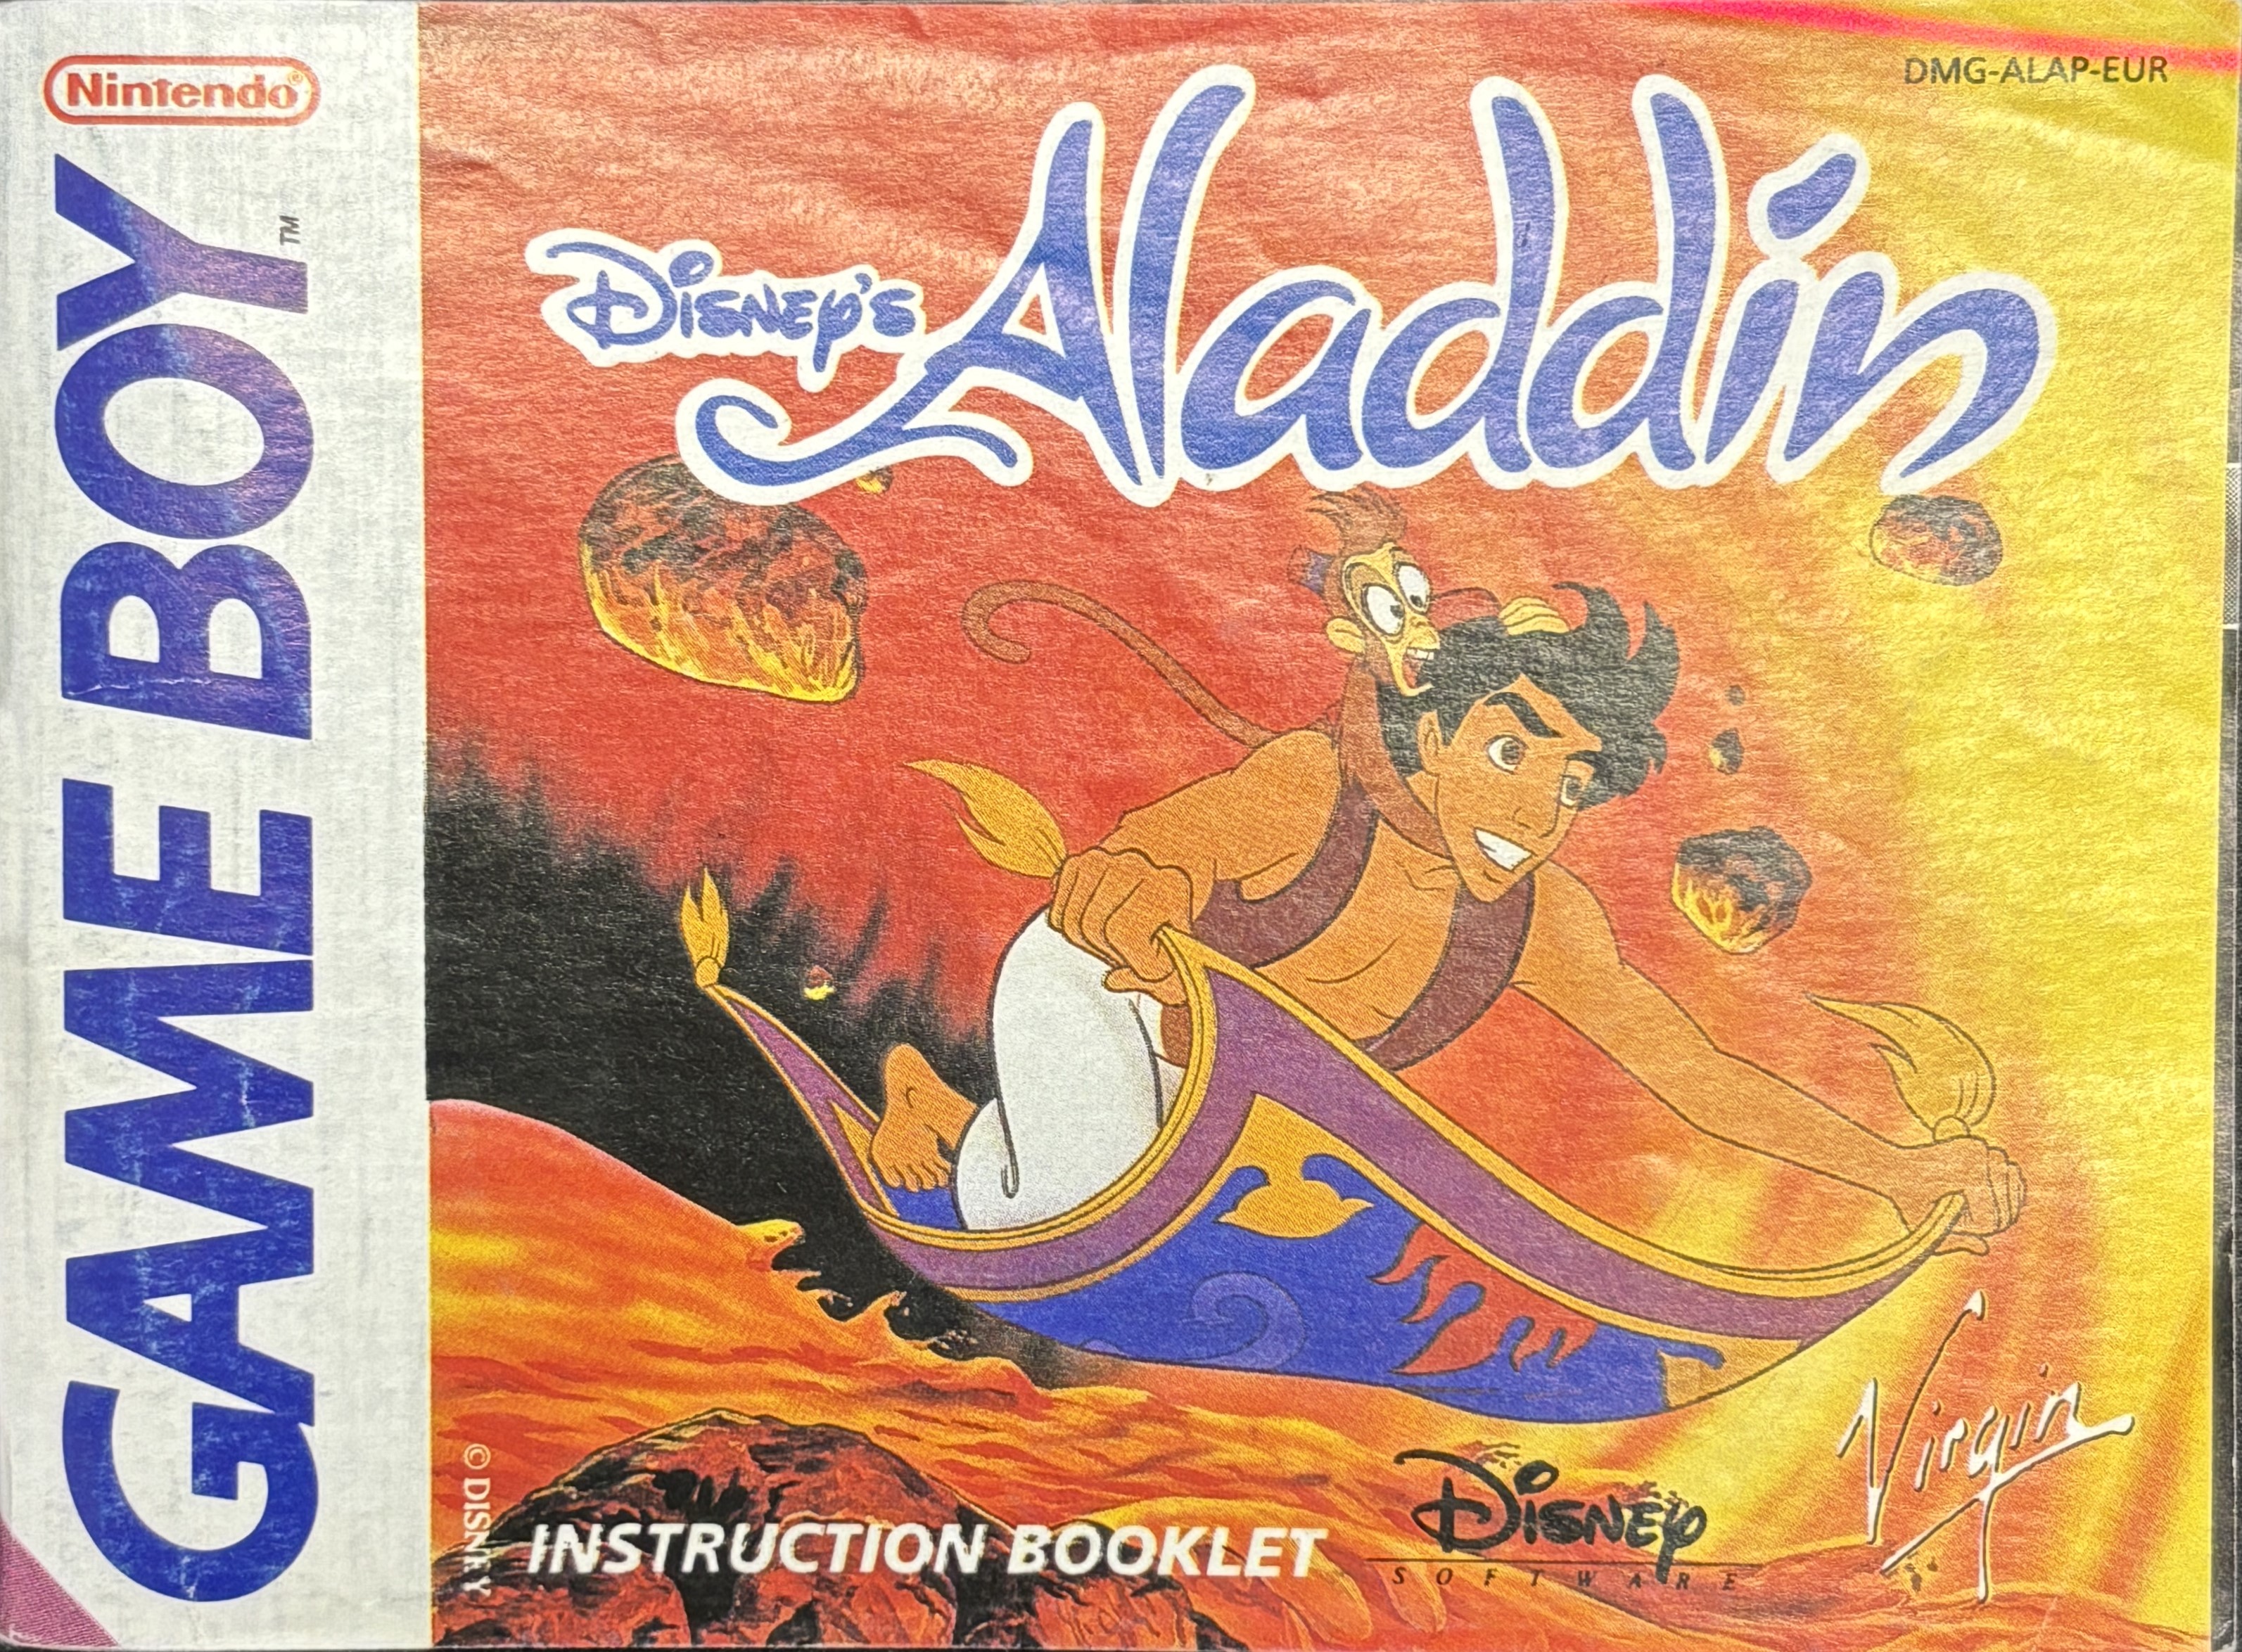 Nintendo®
GAME BOY™
DMG-ALAP-EUR
DISNEY'S
Aladdin
© DISNEY
INSTRUCTION BOOKLET
DISNEY
SOFTWARE
Virgin